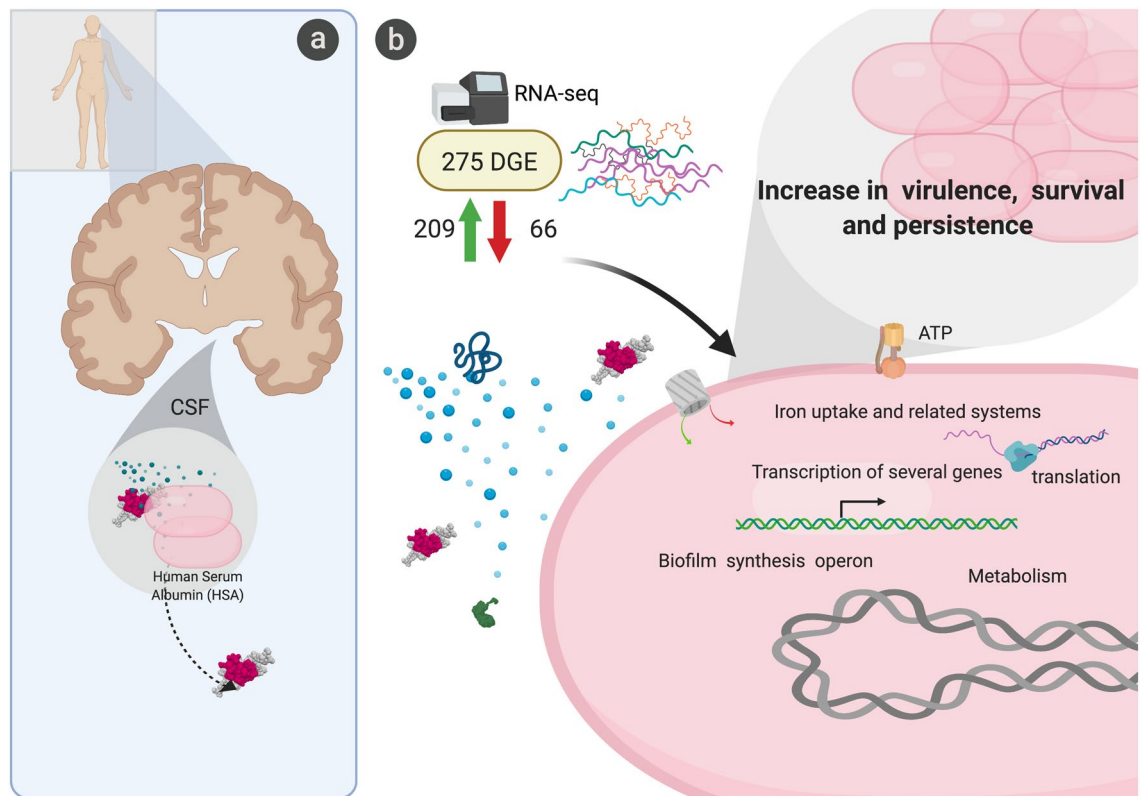 a
CSF
Human Serum
Albumin (HSA)
b
RNA-seq
275 DGE
209
66
Increase in virulence, survival
and persistence
ATP
Iron uptake and related systems
Transcription of several genes
translation
Biofilm synthesis operon
Metabolism